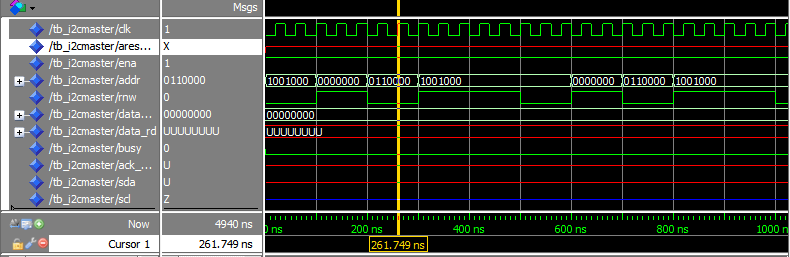 Msgs
/tb_i2cmaster/clk 1
/tb_i2cmaster/ares... X
/tb_i2cmaster/ena 1
/tb_i2cmaster/addr 0110000 1001000 0000000 0110000 1001000 0000000 0110000 1001000
/tb_i2cmaster/rnw 0
/tb_i2cmaster/data... 00000000 00000000
/tb_i2cmaster/data_rd UUUUUUUU UUUUUUUU
/tb_i2cmaster/busy 0
/tb_i2cmaster/ack_... U
/tb_i2cmaster/sda U
/tb_i2cmaster/scl Z
Now 4940 ns ns 200 ns 400 ns 600 ns 800 ns 1000 n
Cursor 1 261.749 ns 261.749 ns